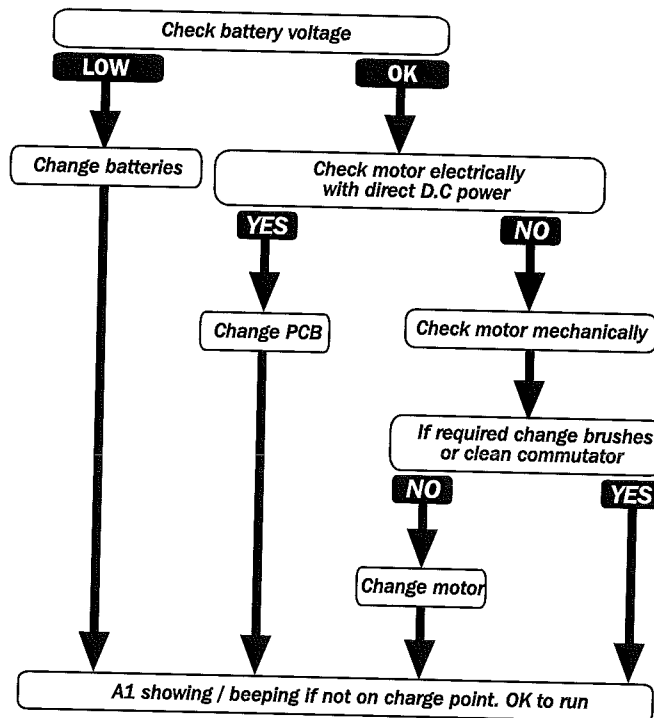 Check battery voltage
LOW
OK
Change batteries
Check motor electrically
with direct D.C power
YES
NO
Change PCB
Check motor mechanically
If required change brushes
or clean commutator
NO
YES
Change motor
A1 showing / beeping if not on charge point. OK to run